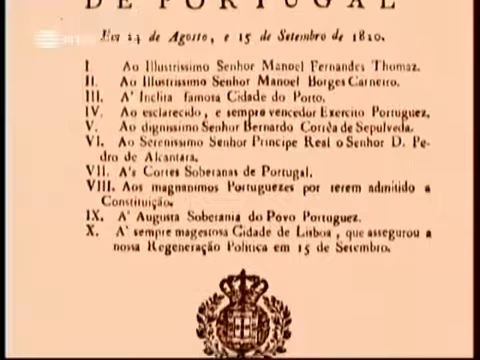 DE PORTUGAL
Em 24 de Agosto, e 15 de Setembro de 1820.
I. Ao Illustrissimo Senhor Manoel Fernandes Thomaz.
II. Ao Illustrissimo Senhor Manoel Borges Carneiro.
III. A' Inclita famosa Cidade do Porto.
IV. Ao esclarecido, e sempre vencedor Exercito Portuguez.
V. Ao dignissimo Senhor Bernardo Corrêa de Sepulveda.
VI. Ao Serenissimo Senhor Principe Real o Senhor D. Pe-
dro de Alcantara.
VII. A's Cortes Soberanas de Portugal.
VIII. Aos magnanimos Portuguezes por terem admitido a
Constituição.
IX. A' Augusta Soberania do Povo Portuguez.
X. A' sempre magestosa Cidade de Lisboa, que assegurou a
nossa Regeneração Politica em 15 de Setembro.